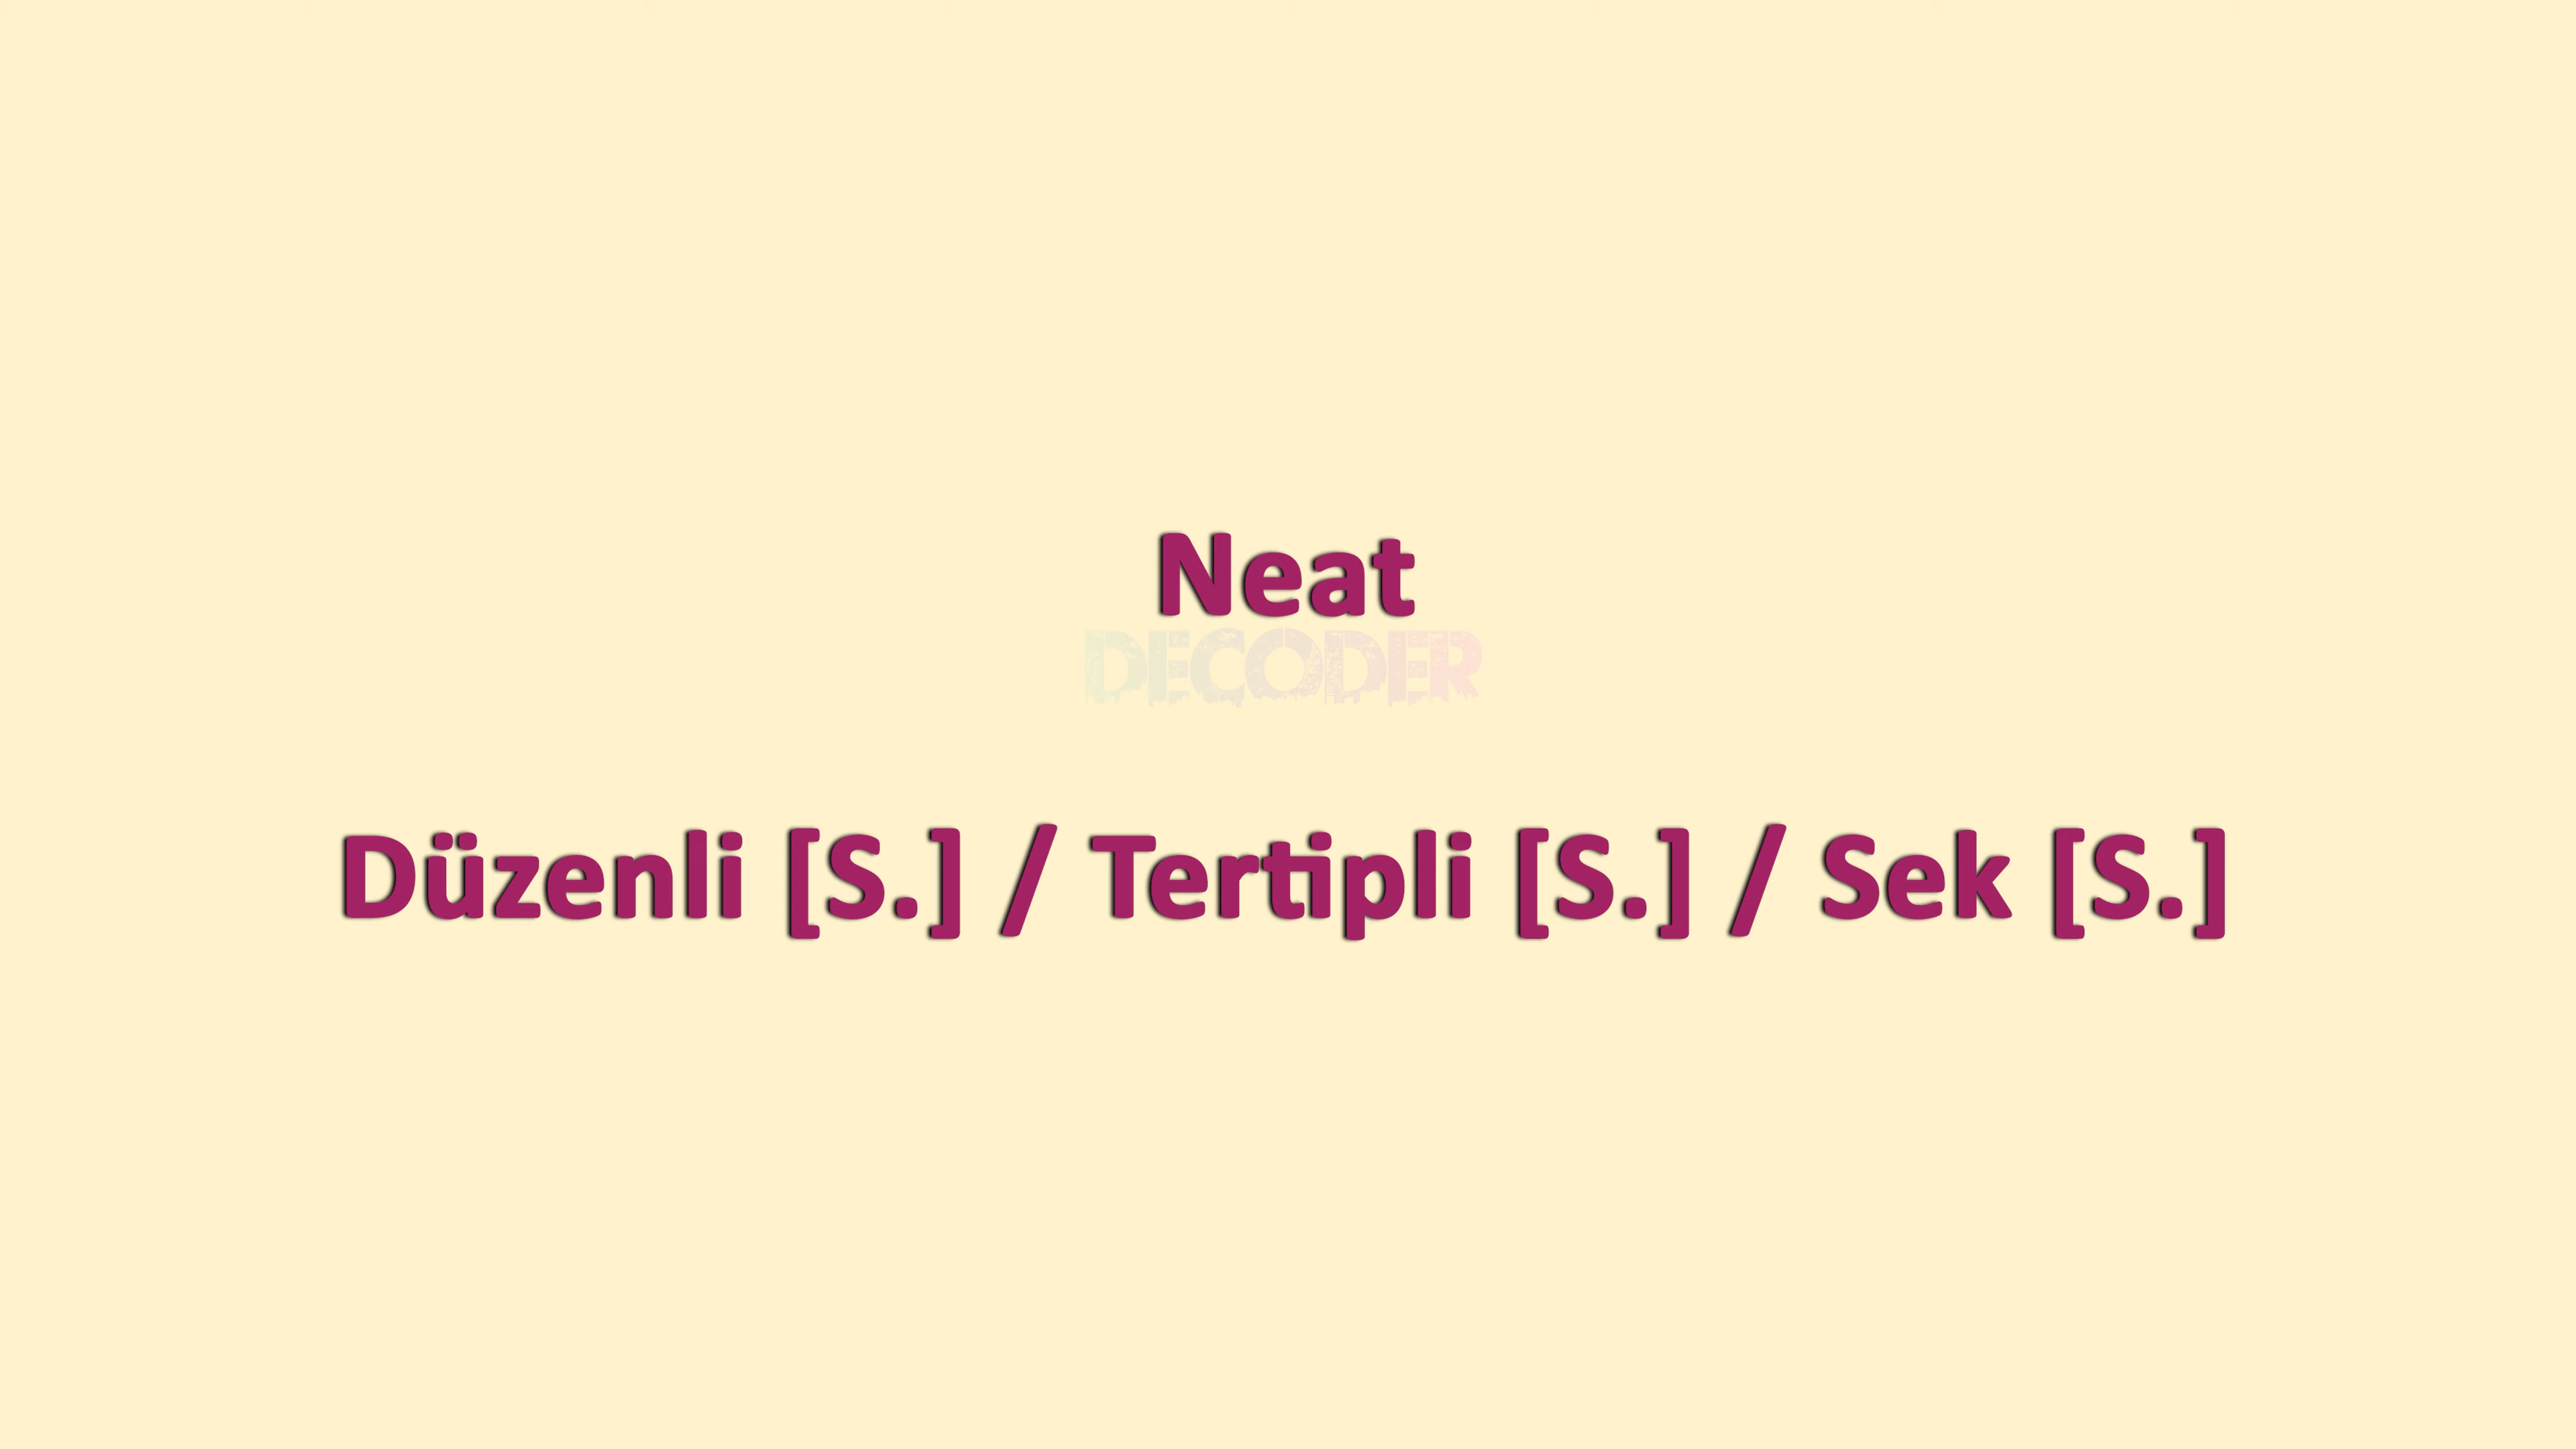 Neat
DECODER
Düzenli [S.] / Tertipli [S.] / Sek [S.]